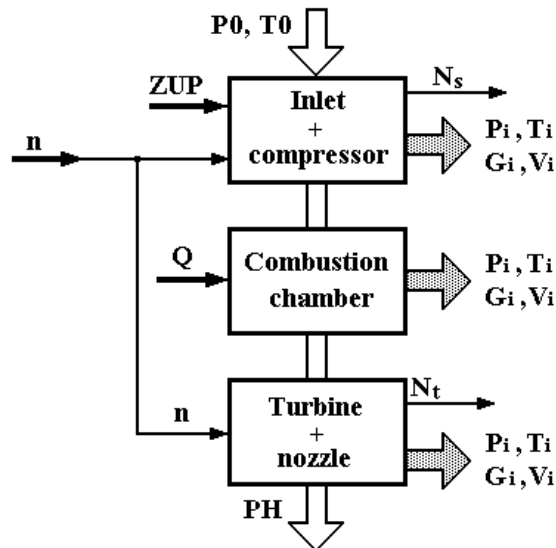 P0, T0
ZUP
Inlet
+
compressor
Ns
Pi, Ti
Gi, Vi
n
Q
Combustion
chamber
Pi, Ti
Gi, Vi
n
Turbine
+
nozzle
Nt
Pi, Ti
Gi, Vi
PH